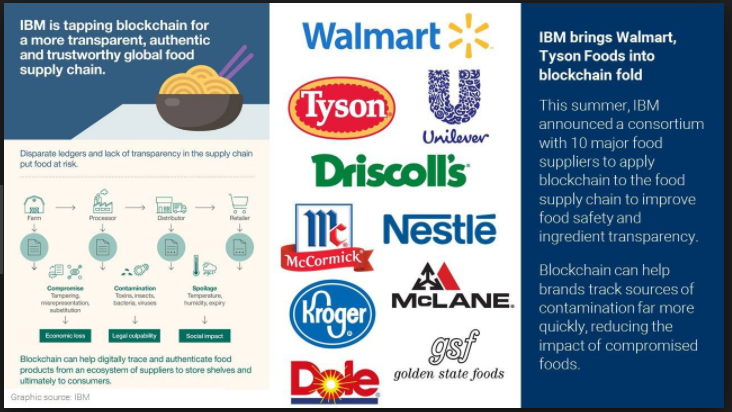 IBM is tapping blockchain for
a more transparent, authentic
and trustworthy global food
supply chain.
Disparate ledgers and lack of transparency in the supply chain
put food at risk.
Farm
Processor
Distributor
Retailer
Compromise
Tampering,
misrepresentation,
substitution
Contamination
Toxins, insects,
bacteria, viruses
Spoilage
Temperature,
humidity, expiry
Economic loss
Legal culpability
Social impact
Blockchain can help digitally trace and authenticate food
products from an ecosystem of suppliers to store shelves and
ultimately to consumers.
Graphic source: IBM
Walmart
Tyson
Unilever
Driscoll's
Mc
McCormick
Nestlé
McLANE
Kroger
gsf
golden state foods
Dole
IBM brings Walmart,
Tyson Foods into
blockchain fold
This summer, IBM
announced a consortium
with 10 major food
suppliers to apply
blockchain to the food
supply chain to improve
food safety and
ingredient transparency.
Blockchain can help
brands track sources of
contamination far more
quickly, reducing the
impact of compromised
foods.